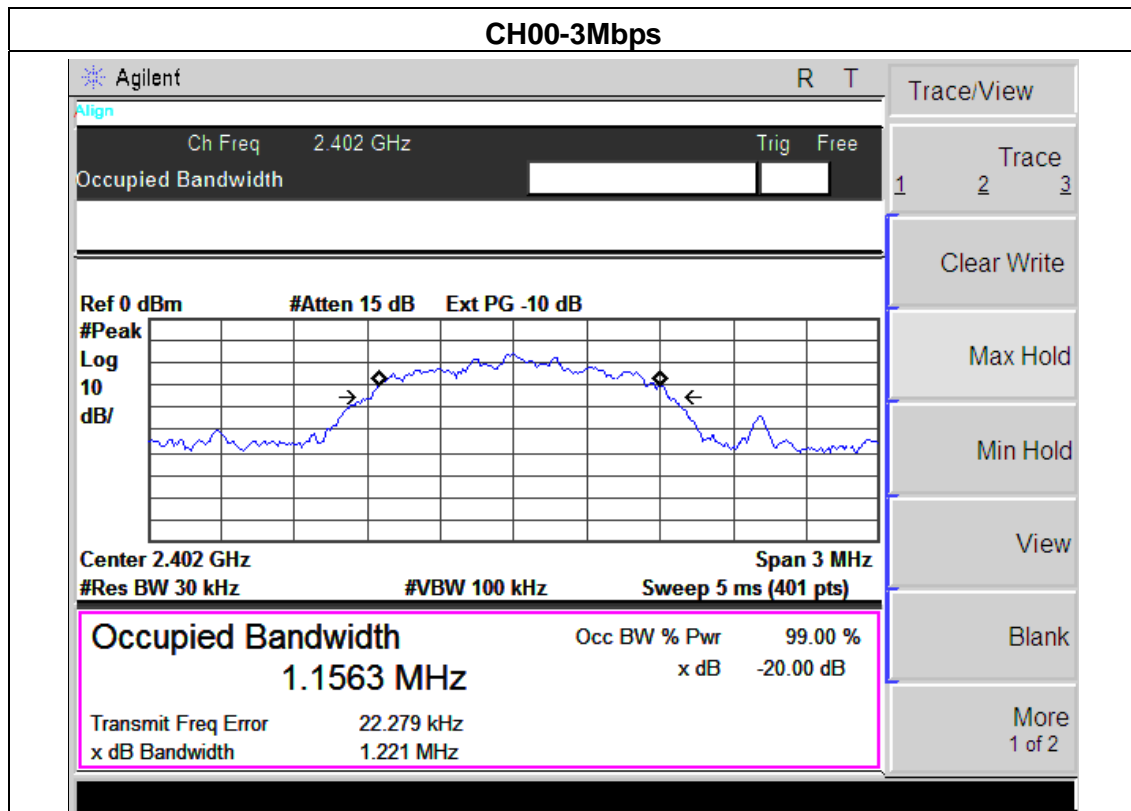 CH00-3Mbps
Agilent R T
Align
Ch Freq 2.402 GHz Trig Free
Occupied Bandwidth
Ref 0 dBm #Atten 15 dB Ext PG -10 dB
#Peak
Log
10
dB/
Center 2.402 GHz Span 3 MHz
#Res BW 30 kHz #VBW 100 kHz Sweep 5 ms (401 pts)
Occupied Bandwidth Occ BW % Pwr 99.00 %
1.1563 MHz x dB -20.00 dB
Transmit Freq Error 22.279 kHz
x dB Bandwidth 1.221 MHz
Trace/View
Trace
1 2 3
Clear Write
Max Hold
Min Hold
View
Blank
More
1 of 2